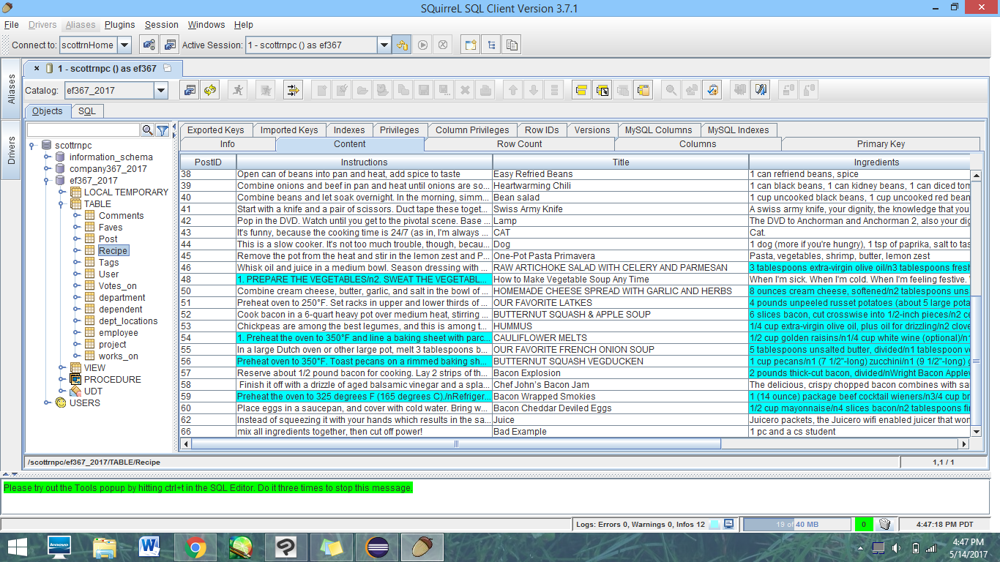 SQuirreL SQL Client Version 3.7.1
File Drivers Aliases Plugins Session Windows Help
Connect to: scottrnHome Active Session: 1 - scottrnpc () as ef367
1 - scottrnpc () as ef367
Aliases
Drivers
Catalog: ef367_2017
Objects SQL
scottrnpc
information_schema
company367_2017
ef367_2017
LOCAL TEMPORARY
TABLE
Comments
Faves
Post
Recipe
Tags
User
Votes_on
department
dependent
dept_locations
employee
project
works_on
VIEW
PROCEDURE
UDT
USERS
Exported Keys Imported Keys Indexes Privileges Column Privileges Row IDs Versions MySQL Columns MySQL Indexes
Info Content Row Count Columns Primary Key
PostID Instructions Title Ingredients
38 Open can of beans into pan and heat, add spice to taste Easy Refried Beans 1 can refriend beans, spice
39 Combine onions and beef in pan and heat until onions are so... Heartwarming Chili 1 can black beans, 1 can kidney beans, 1 can diced tom
40 Combine beans and let soak overnight. In the morning, simm... Bean salad 1 cup uncooked black beans, 1 cup uncooked red bean
41 Start with a knife and a pair of scissors. Duct tape these toget... Swiss Army Knife A swiss army knife, your dignity, the knowledge that you
42 Pop in the DVD. Watch until you get to the pivotal scene. Base ... Lamp The DVD to Anchorman and Anchorman 2, also your dig
43 It's funny, because the cooking time is 24/7 (as in, I'm always ... CAT Cat.
44 This is a slow cooker. It's not too much trouble, though, becau... Dog 1 dog (more if you're hungry), 1 tsp of paprika, salt to tas
45 Remove the pot from the heat and stir in the lemon zest and P... One-Pot Pasta Primavera Pasta, vegetables, shrimp, butter, lemon zest
46 Whisk oil and juice in a medium bowl. Season dressing with ... RAW ARTICHOKE SALAD WITH CELERY AND PARMESAN 3 tablespoons extra-virgin olive oil/n3 tablespoons fresh
48 1. PREPARE THE VEGETABLES/n2. SWEAT THE VEGETABL... How to Make Vegetable Soup Any Time When I'm sick. When I'm cold. When I'm feeling festive.
50 Combine cream cheese, butter, garlic, and salt in the bowl of ... HOMEMADE CHEESE SPREAD WITH GARLIC AND HERBS 8 ounces cream cheese, softened/n2 tablespoons uns
51 Preheat oven to 250°F. Set racks in upper and lower thirds of ... OUR FAVORITE LATKES 4 pounds unpeeled russet potatoes (about 5 large pota
52 Cook bacon in a 6-quart heavy pot over medium heat, stirring ... BUTTERNUT SQUASH & APPLE SOUP 6 slices bacon, cut crosswise into 1/2-inch pieces/n2 ce
53 Chickpeas are among the best legumes, and this is among t... HUMMUS 1/4 cup extra-virgin olive oil, plus oil for drizzling/n2 clove
54 1. Preheat the oven to 350°F and line a baking sheet with parc... CAULIFLOWER MELTS 1/2 cup golden raisins/n1/4 cup white wine (optional)/n
55 In a large Dutch oven or other large pot, melt 3 tablespoons b... OUR FAVORITE FRENCH ONION SOUP 5 tablespoons unsalted butter, divided/n1 tablespoon v
56 Preheat oven to 350°F. Toast pecans on a rimmed baking sh... BUTTERNUT SQUASH VEGDUCKEN 1 cup pecans/n1 (7 1/2"-long) zucchini/n1 (9 1/2"-long)
57 Reserve about 1/2 pound bacon for cooking. Lay 2 strips of th... Bacon Explosion 2 pounds thick-cut bacon, divided/nWright Bacon Applew
58 Finish it off with a drizzle of aged balsamic vinegar and a spla... Chef John's Bacon Jam The delicious, crispy chopped bacon combines with sa
59 Preheat the oven to 325 degrees F (165 degrees C)./nRefriger... Bacon Wrapped Smokies 1 (14 ounce) package beef cocktail wieners/n3/4 cup br
60 Place eggs in a saucepan, and cover with cold water. Bring w... Bacon Cheddar Deviled Eggs 1/2 cup mayonnaise/n4 slices bacon/n2 tablespoons fi
62 Instead of squeezing it with your hands which results in the sa... Juice Juicero packets, the Juicero wifi enabled juicer that won
66 mix all ingredients together, then cut off power! Bad Example 1 pc and a cs student
/scottrnpc/ef367_2017/TABLE/Recipe 1,1 / 1
Please try out the Tools popup by hitting ctrl+t in the SQL Editor. Do it three times to stop this message.
Logs: Errors 0, Warnings 0, Infos 12 19 of 40 MB 0 4:47:18 PM PDT
lenovo
4:47 PM
5/14/2017